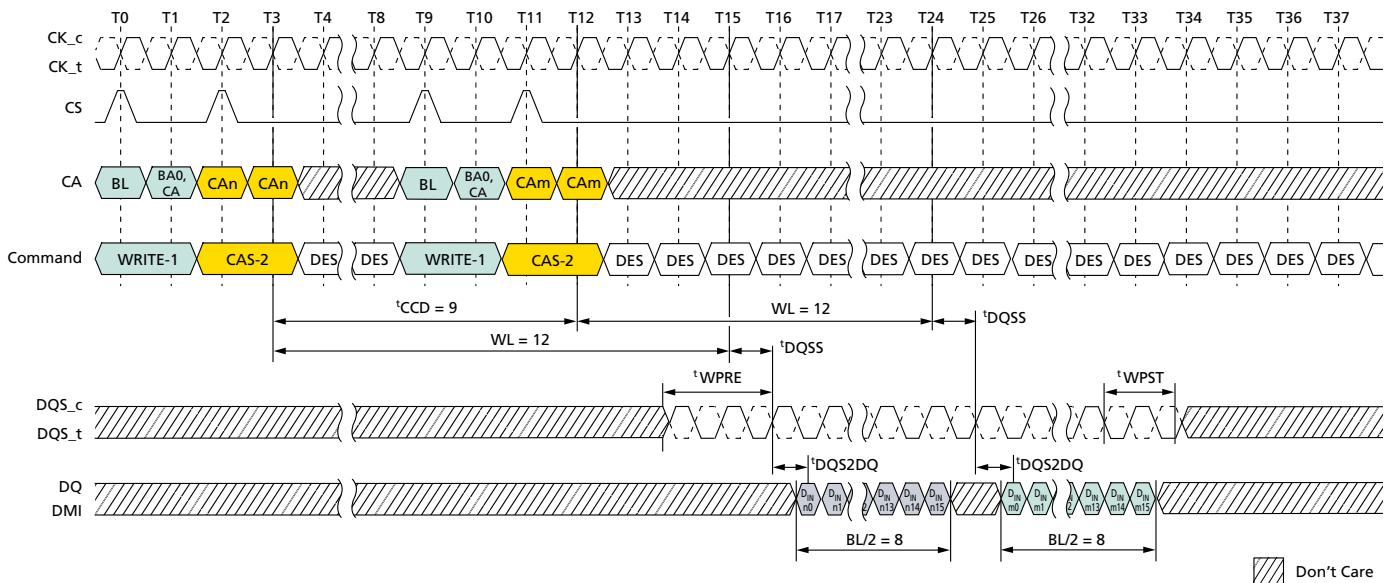 T0 T1 T2 T3 T4 T8 T9 T10 T11 T12 T13 T14 T15 T16 T17 T23 T24 T25 T26 T32 T33 T34 T35 T36 T37
CK_c
CK_t
CS
CA BL BA0, CA CAn CAn BL BA0, CA CAm CAm
Command WRITE-1 CAS-2 DES DES WRITE-1 CAS-2 DES DES DES DES DES DES DES DES DES DES DES DES DES DES DES
tCCD = 9 WL = 12 tDQSS
WL = 12 tDQSS
tWPRE tWPST
DQS_c
DQS_t
tDQS2DQ tDQS2DQ
DQ
DMI
DIN n0 DIN n1 DIN n13 DIN n14 DIN n15 DIN m0 DIN m1 DIN m13 DIN m14 DIN m15
BL/2 = 8 BL/2 = 8
Don't Care